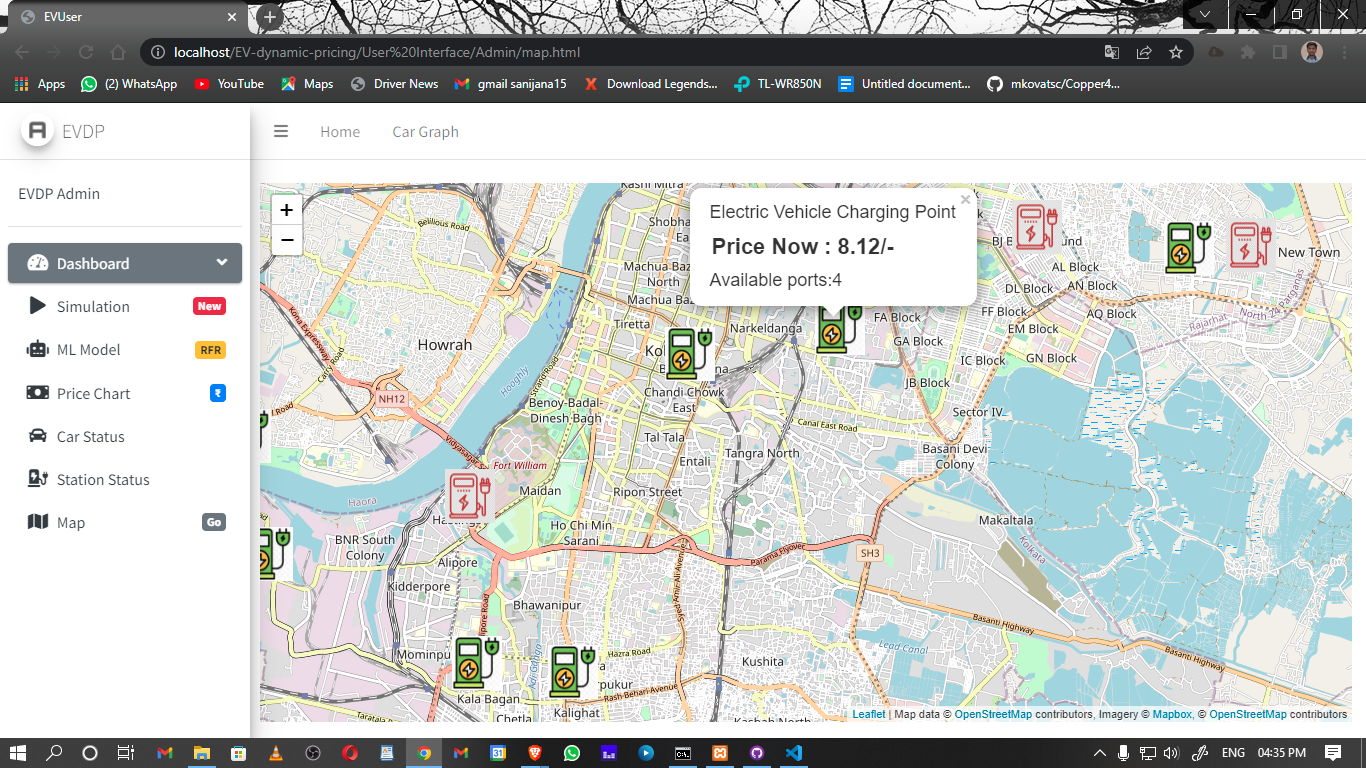 EVUser
localhost/EV-dynamic-pricing/User%20Interface/Admin/map.html
Apps
(2) WhatsApp
YouTube
Maps
Driver News
gmail sanijana15
Download Legends...
TL-WR850N
Untitled document...
mkovatsc/Copper4...
EVDP
Home
Car Graph
EVDP Admin
Dashboard
Simulation
New
ML Model
RFR
Price Chart
₹
Car Status
Station Status
Map
Go
+
−
Electric Vehicle Charging Point
×
Price Now : 8.12/-
Available ports:4
Kashi Mitra
Belilious Road
Machua
North
Machua
Tiretta
Narkeldanga
Howrah
Kona Expressway
NH12
Hooghly
Strand Road
Benoy-Badal-
Dinesh Bagh
Chandi Chowk
East
Tal Tala
Entali
Tangra North
Canal East Road
Fort William
Maidan
Ripon Street
Haora
Ho Chi Min
Sarani
BNR South
Colony
Alipore
Kidderpore
Bhawanipur
Hazra Road
Kala Bagan
Kalighat
Chetla
Rash Behari Avenue
Syed Amir Ali Avenue
Parama Flyover
SH3
Kushita
Lead Canal
Basanti Highway
Basanti Highway
Makaltala
Kolkata
Basani Devi
Colony
Sector IV
JB Block
IC Block
GN Block
GA Block
EM Block
FA Block
FF Block
AQ Block
DL Block
AN Block
AL Block
New Town
Rajarhat
North 24 Parganas
Leaflet | Map data © OpenStreetMap contributors, Imagery © Mapbox, © OpenStreetMap contributors
ENG
04:35 PM